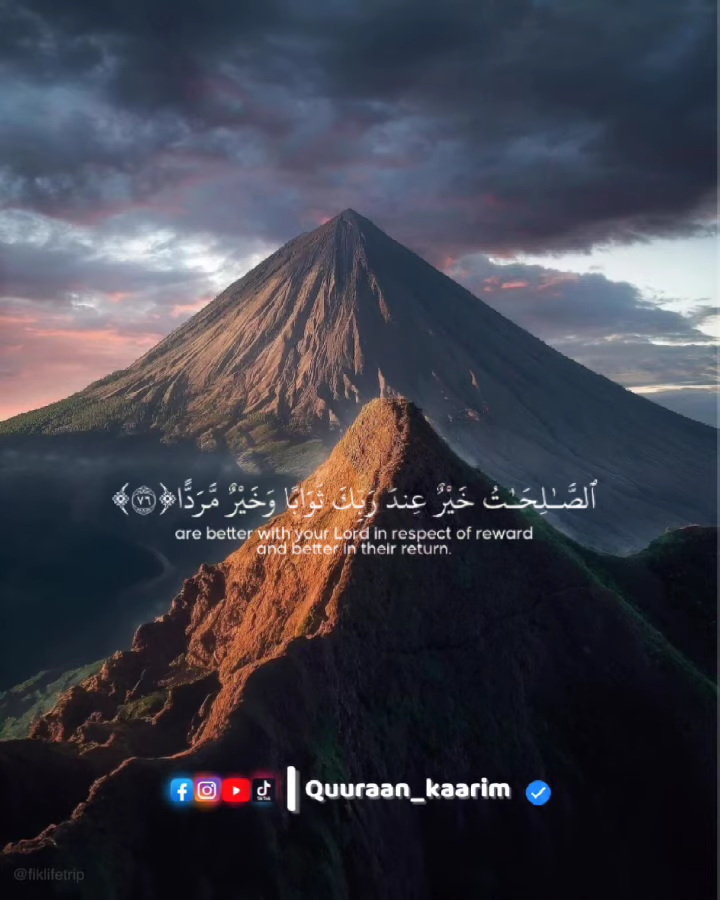 ٱلصَّـٰلِحَـٰتُ خَيْرٌ عِندَ رَبِّكَ ثَوَابًا وَخَيْرٌ مَّرَدًّا ﴿٧٦﴾
are better with your Lord in respect of reward
and better in their return.
Quuraan_kaarim
@fiklifetrip